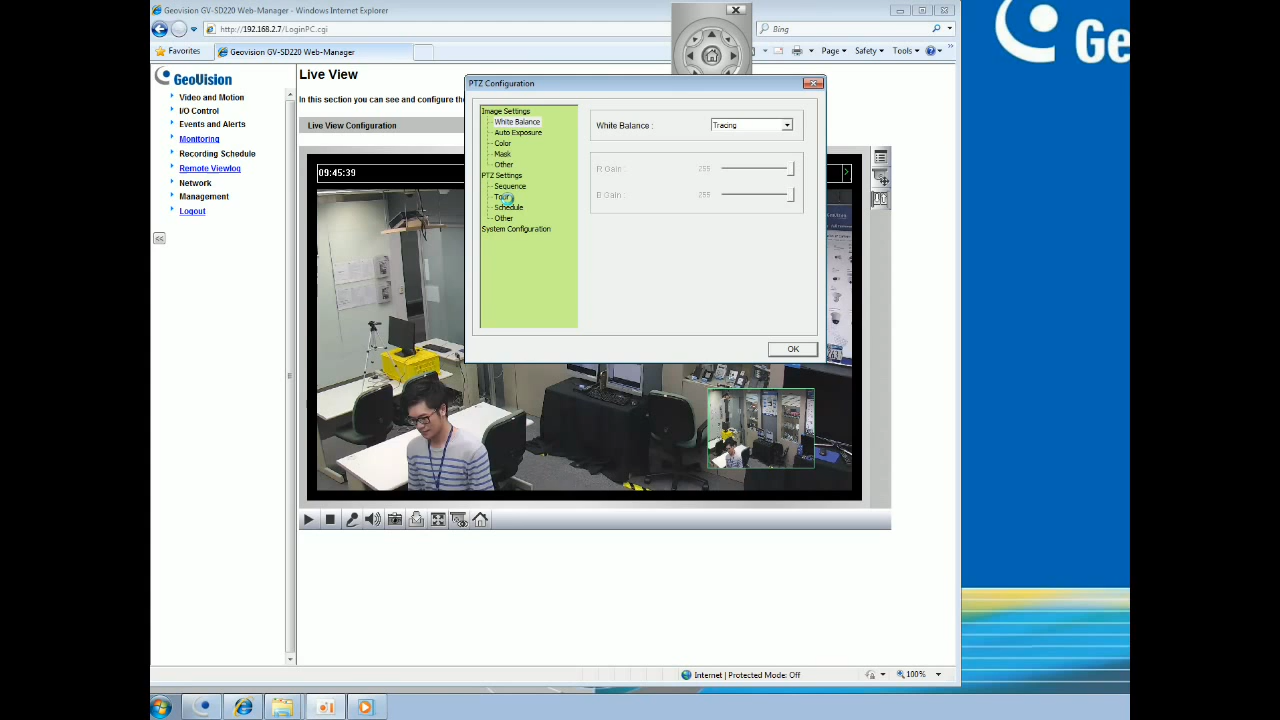 Geovision GV-SD220 Web-Manager - Windows Internet Explorer
http://192.168.2.7/LoginPC.cgi
Bing
Favorites
Geovision GV-SD220 Web-Manager
Page
Safety
Tools
GeoVision
Video and Motion
I/O Control
Events and Alerts
Monitoring
Recording Schedule
Remote Viewlog
Network
Management
Logout
<<
Live View
In this section you can see and configure the
Live View Configuration
09:45:39
PTZ Configuration
Image Settings
White Balance
Auto Exposure
Color
Mask
Other
PTZ Settings
Sequence
Tour
Schedule
Other
System Configuration
White Balance :
Tracing
R Gain :
255
B Gain :
255
OK
Internet | Protected Mode: Off
100%
Ge